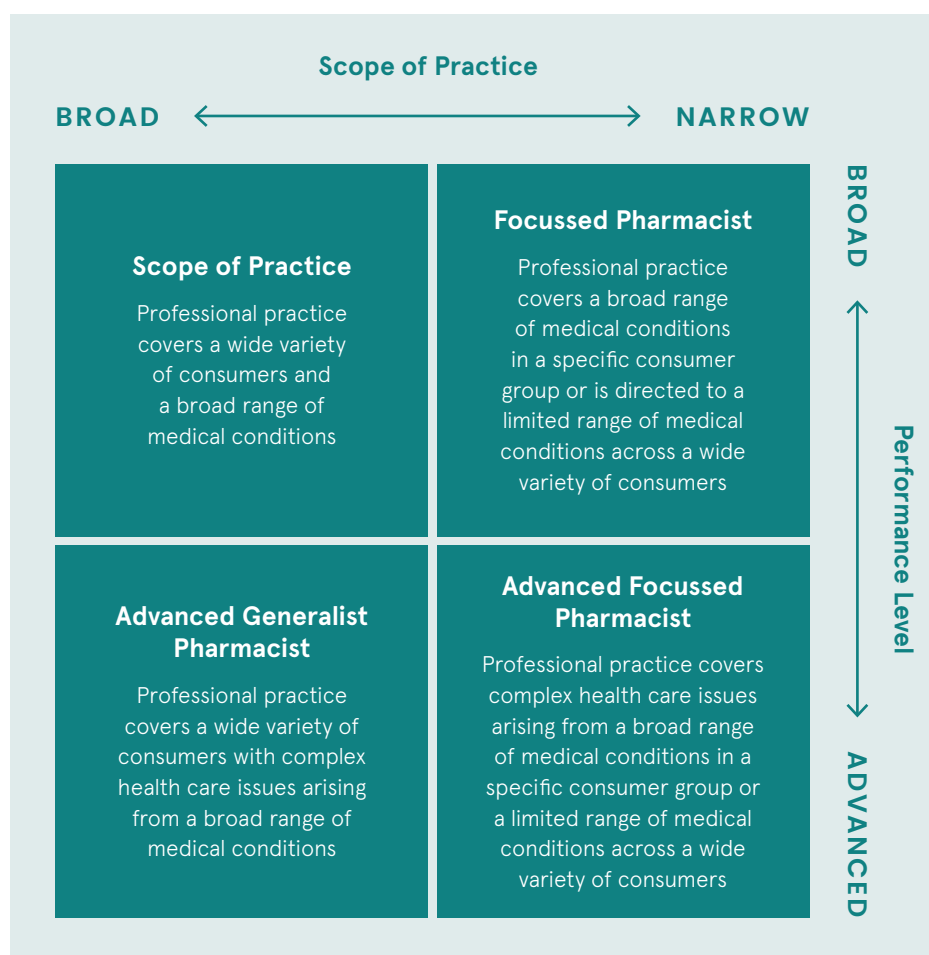 Scope of Practice
BROAD
NARROW
Scope of Practice
Professional practice
covers a wide variety
of consumers and
a broad range of
medical conditions
Focussed Pharmacist
Professional practice
covers a broad range
of medical conditions
in a specific consumer
group or is directed to a
limited range of medical
conditions across a wide
variety of consumers
Advanced Generalist
Pharmacist
Professional practice
covers a wide variety of
consumers with complex
health care issues arising
from a broad range of
medical conditions
Advanced Focussed
Pharmacist
Professional practice covers
complex health care issues
arising from a broad range
of medical conditions in a
specific consumer group or
a limited range of medical
conditions across a wide
variety of consumers
BROAD
Performance Level
ADVANCED